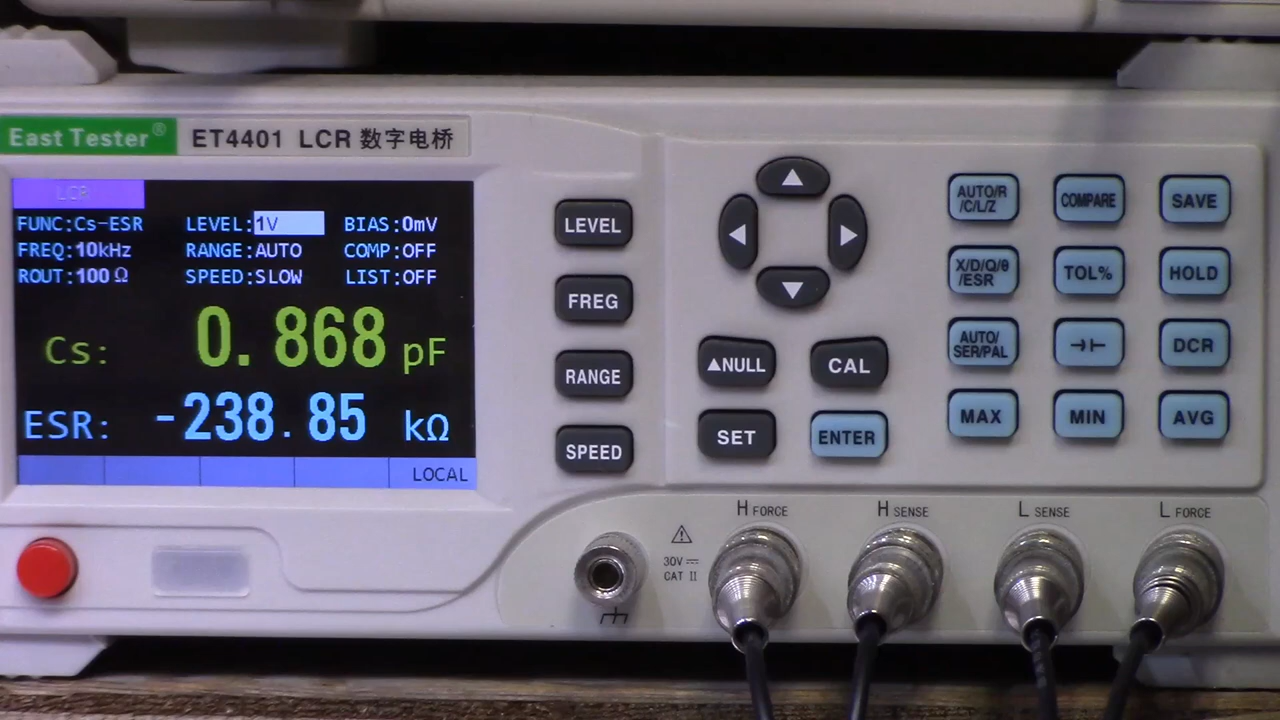 East Tester® ET4401 LCR 数字电桥
LCR
FUNC:Cs-ESR LEVEL:1V BIAS:0mV
FREQ:10kHz RANGE:AUTO COMP:OFF
ROUT:100 Ω SPEED:SLOW LIST:OFF
Cs: 0.868 pF
ESR: -238.85 kΩ
LOCAL
LEVEL
FREG
RANGE
SPEED
▲
◀ ▶
▼
▲NULL CAL
SET ENTER
AUTO/R
/C/L/Z
COMPARE
SAVE
X/D/Q/θ
/ESR
TOL%
HOLD
AUTO/
SER/PAL
DCR
MAX
MIN
AVG
H FORCE
H SENSE
L SENSE
L FORCE
30V
CAT II